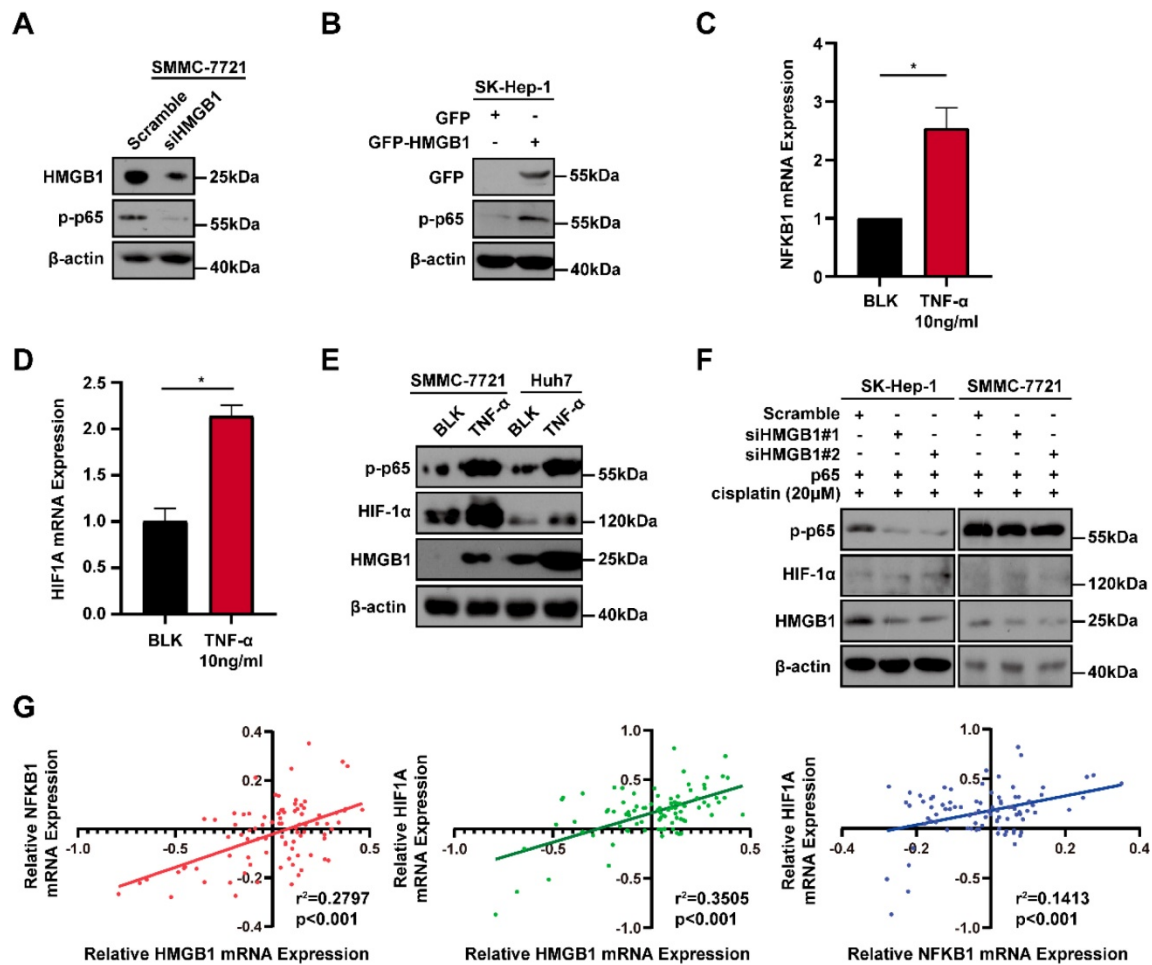 A
SMMC-7721
Scramble
siHMGB1
HMGB1
25kDa
p-p65
55kDa
β-actin
40kDa
B
SK-Hep-1
GFP + -
GFP-HMGB1 - +
GFP
55kDa
p-p65
55kDa
β-actin
40kDa
C
NFKB1 mRNA Expression
4
3
2
1
0
*
BLK
TNF-α
10ng/ml
D
HIF1A mRNA Expression
2.5
2.0
1.5
1.0
0.5
0.0
*
BLK
TNF-α
10ng/ml
E
SMMC-7721 Huh7
BLK TNF-α BLK TNF-α
p-p65
55kDa
HIF-1α
120kDa
HMGB1
25kDa
β-actin
40kDa
F
SK-Hep-1 SMMC-7721
Scramble + - - + - -
siHMGB1#1 - + - - + -
siHMGB1#2 - - + - - +
p65 + + + + + +
cisplatin (20μM) + + + + + +
p-p65
55kDa
HIF-1α
120kDa
HMGB1
25kDa
β-actin
40kDa
G
Relative NFKB1
mRNA Expression
0.4
0.2
-0.2
-0.4
-1.0 -0.5 0.5
r²=0.2797
p<0.001
Relative HMGB1 mRNA Expression
Relative HIF1A
mRNA Expression
1.0
0.5
-0.5
-1.0
-1.0 -0.5 0.5
r²=0.3505
p<0.001
Relative HMGB1 mRNA Expression
Relative HIF1A
mRNA Expression
1.0
0.5
-0.5
-1.0
-0.4 -0.2 0.2 0.4
r²=0.1413
p<0.001
Relative NFKB1 mRNA Expression